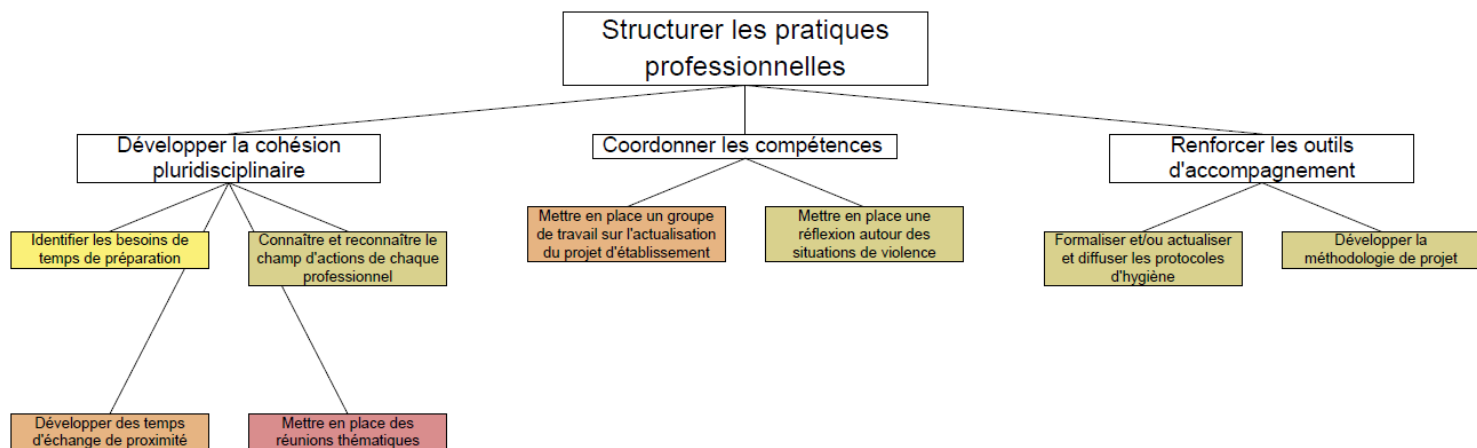 Structurer les pratiques
professionnelles
Développer la cohésion
pluridisciplinaire
Coordonner les compétences
Renforcer les outils
d'accompagnement
Identifier les besoins de
temps de préparation
Connaître et reconnaître le
champ d'actions de chaque
professionnel
Mettre en place un groupe
de travail sur l'actualisation
du projet d'établissement
Mettre en place une
réflexion autour des
situations de violence
Formaliser et/ou actualiser
et diffuser les protocoles
d'hygiène
Développer la
méthodologie de projet
Développer des temps
d'échange de proximité
Mettre en place des
réunions thématiques